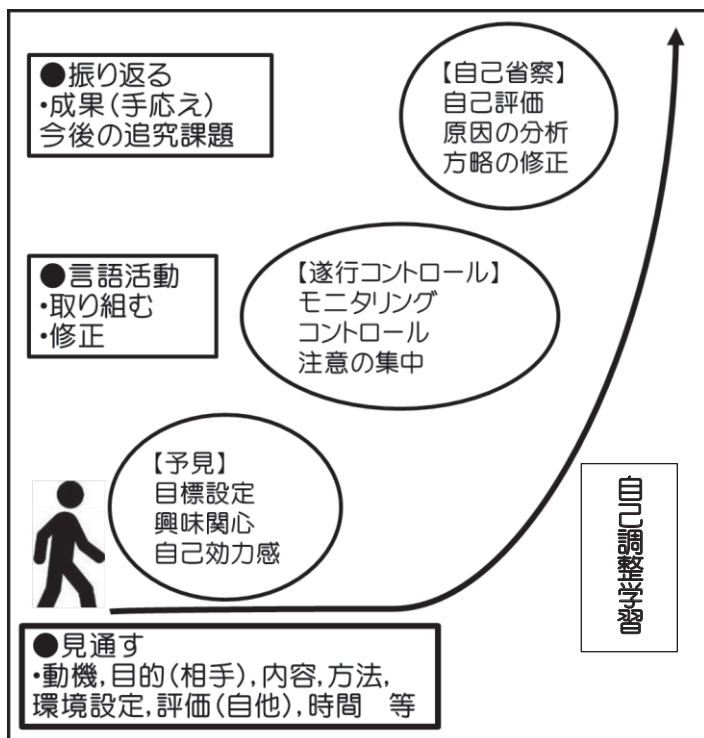 ●振り返る
・成果(手応え)
今後の追究課題
【自己省察】
自己評価
原因の分析
方略の修正
●言語活動
・取り組む
・修正
【遂行コントロール】
モニタリング
コントロール
注意の集中
【予見】
目標設定
興味関心
自己効力感
自己調整学習
●見通す
・動機,目的(相手),内容,方法,
環境設定,評価(自他),時間　等